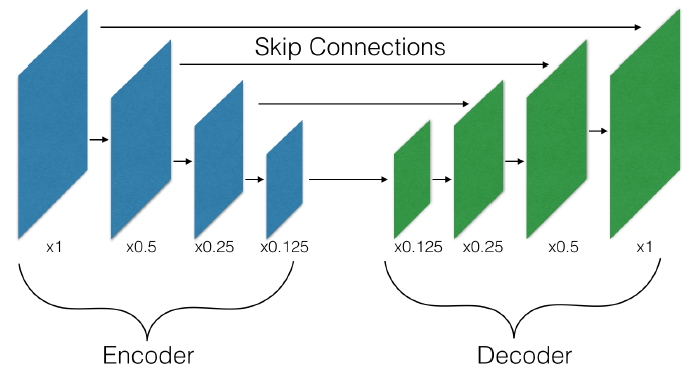 Skip Connections
x1 x0.5 x0.25 x0.125 x0.125 x0.25 x0.5 x1
Encoder Decoder